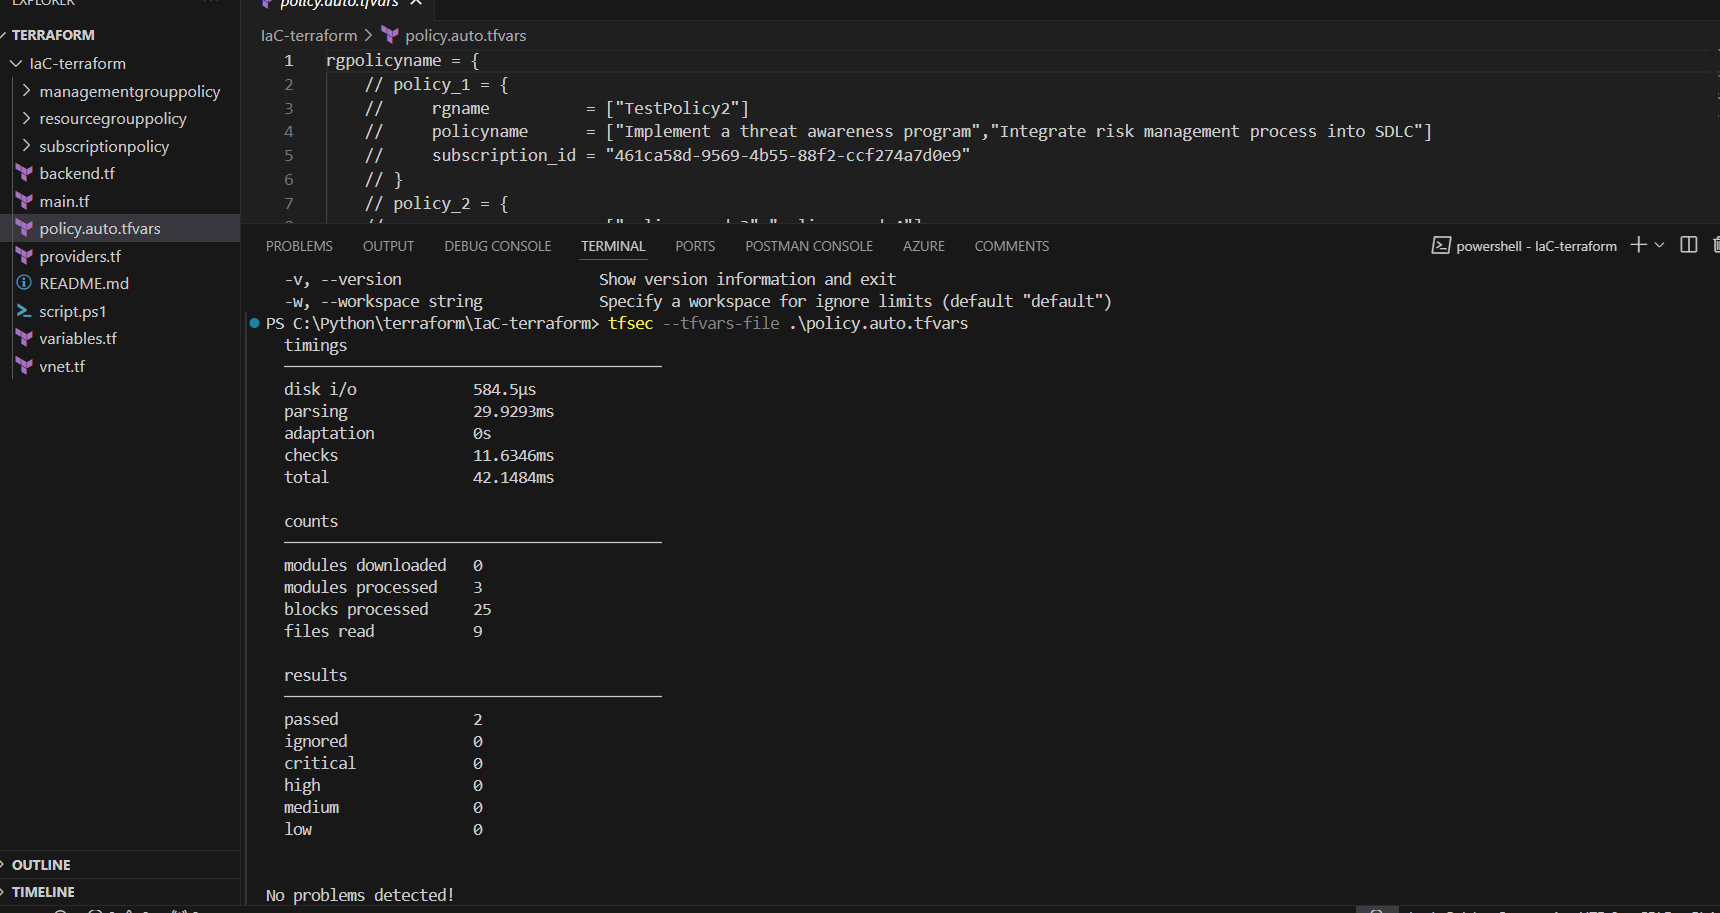 EXPLORER
policy.auto.tfvars
TERRAFORM
IaC-terraform
managementgrouppolicy
resourcegrouppolicy
subscriptionpolicy
backend.tf
main.tf
policy.auto.tfvars
providers.tf
README.md
script.ps1
variables.tf
vnet.tf
OUTLINE
TIMELINE
IaC-terraform > policy.auto.tfvars
1 rgpolicyname = {
2 // policy_1 = {
3 // rgname = ["TestPolicy2"]
4 // policyname = ["Implement a threat awareness program","Integrate risk management process into SDLC"]
5 // subscription_id = "461ca58d-9569-4b55-88f2-ccf274a7d0e9"
6 // }
7 // policy_2 = {
PROBLEMS OUTPUT DEBUG CONSOLE TERMINAL PORTS POSTMAN CONSOLE AZURE COMMENTS
powershell - IaC-terraform
-v, --version Show version information and exit
-w, --workspace string Specify a workspace for ignore limits (default "default")
PS C:\Python\terraform\IaC-terraform> tfsec --tfvars-file .\policy.auto.tfvars
timings
disk i/o 584.5µs
parsing 29.9293ms
adaptation 0s
checks 11.6346ms
total 42.1484ms
counts
modules downloaded 0
modules processed 3
blocks processed 25
files read 9
results
passed 2
ignored 0
critical 0
high 0
medium 0
low 0
No problems detected!